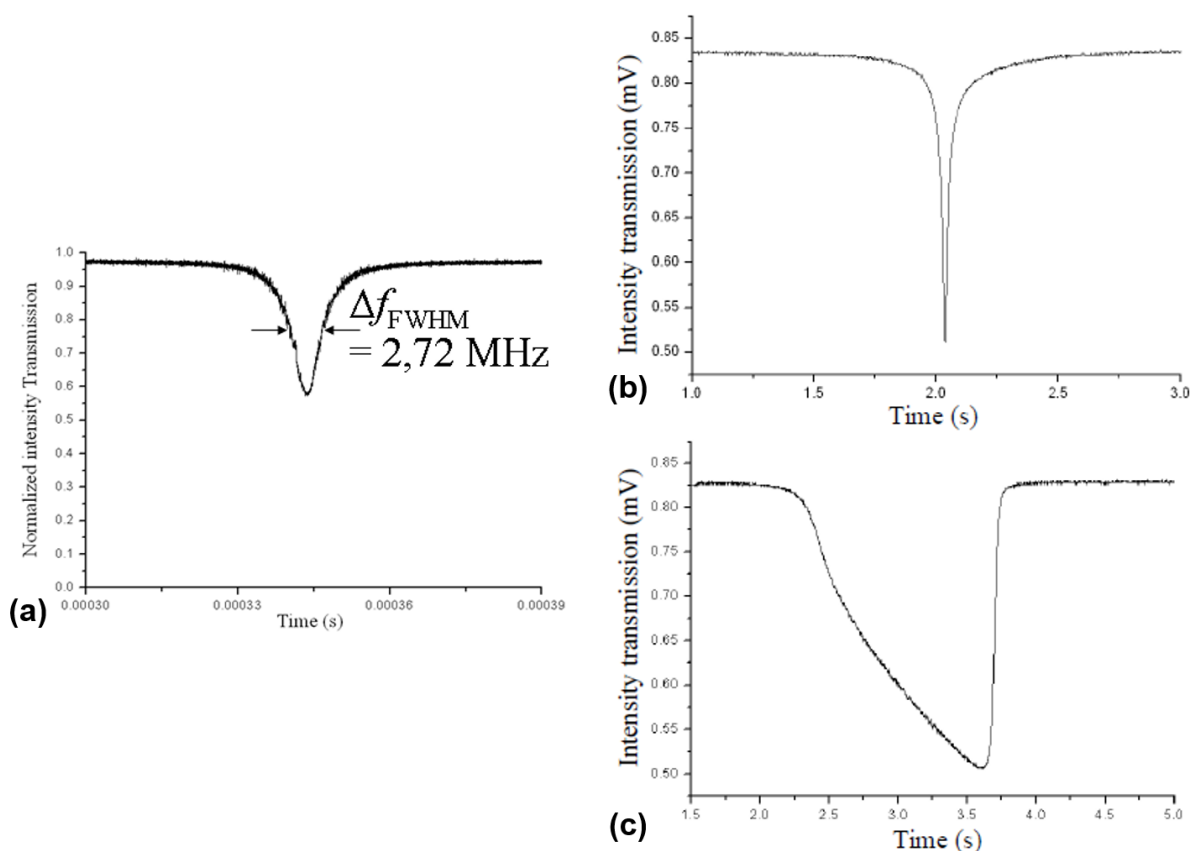 1.0
0.9
0.8
0.7
0.6
0.5
0.4
0.3
0.2
0.1
0.0
Normalized intensity Transmission
ΔfFWHM
= 2,72 MHz
0.00030 0.00033 0.00036 0.00039
Time (s)
(a)
0.85
0.80
0.75
0.70
0.65
0.60
0.55
0.50
Intensity transmission (mV)
1.0 1.5 2.0 2.5 3.0
Time (s)
(b)
0.85
0.80
0.75
0.70
0.65
0.60
0.55
0.50
Intensity transmission (mV)
1.5 2.0 2.5 3.0 3.5 4.0 4.5 5.0
Time (s)
(c)